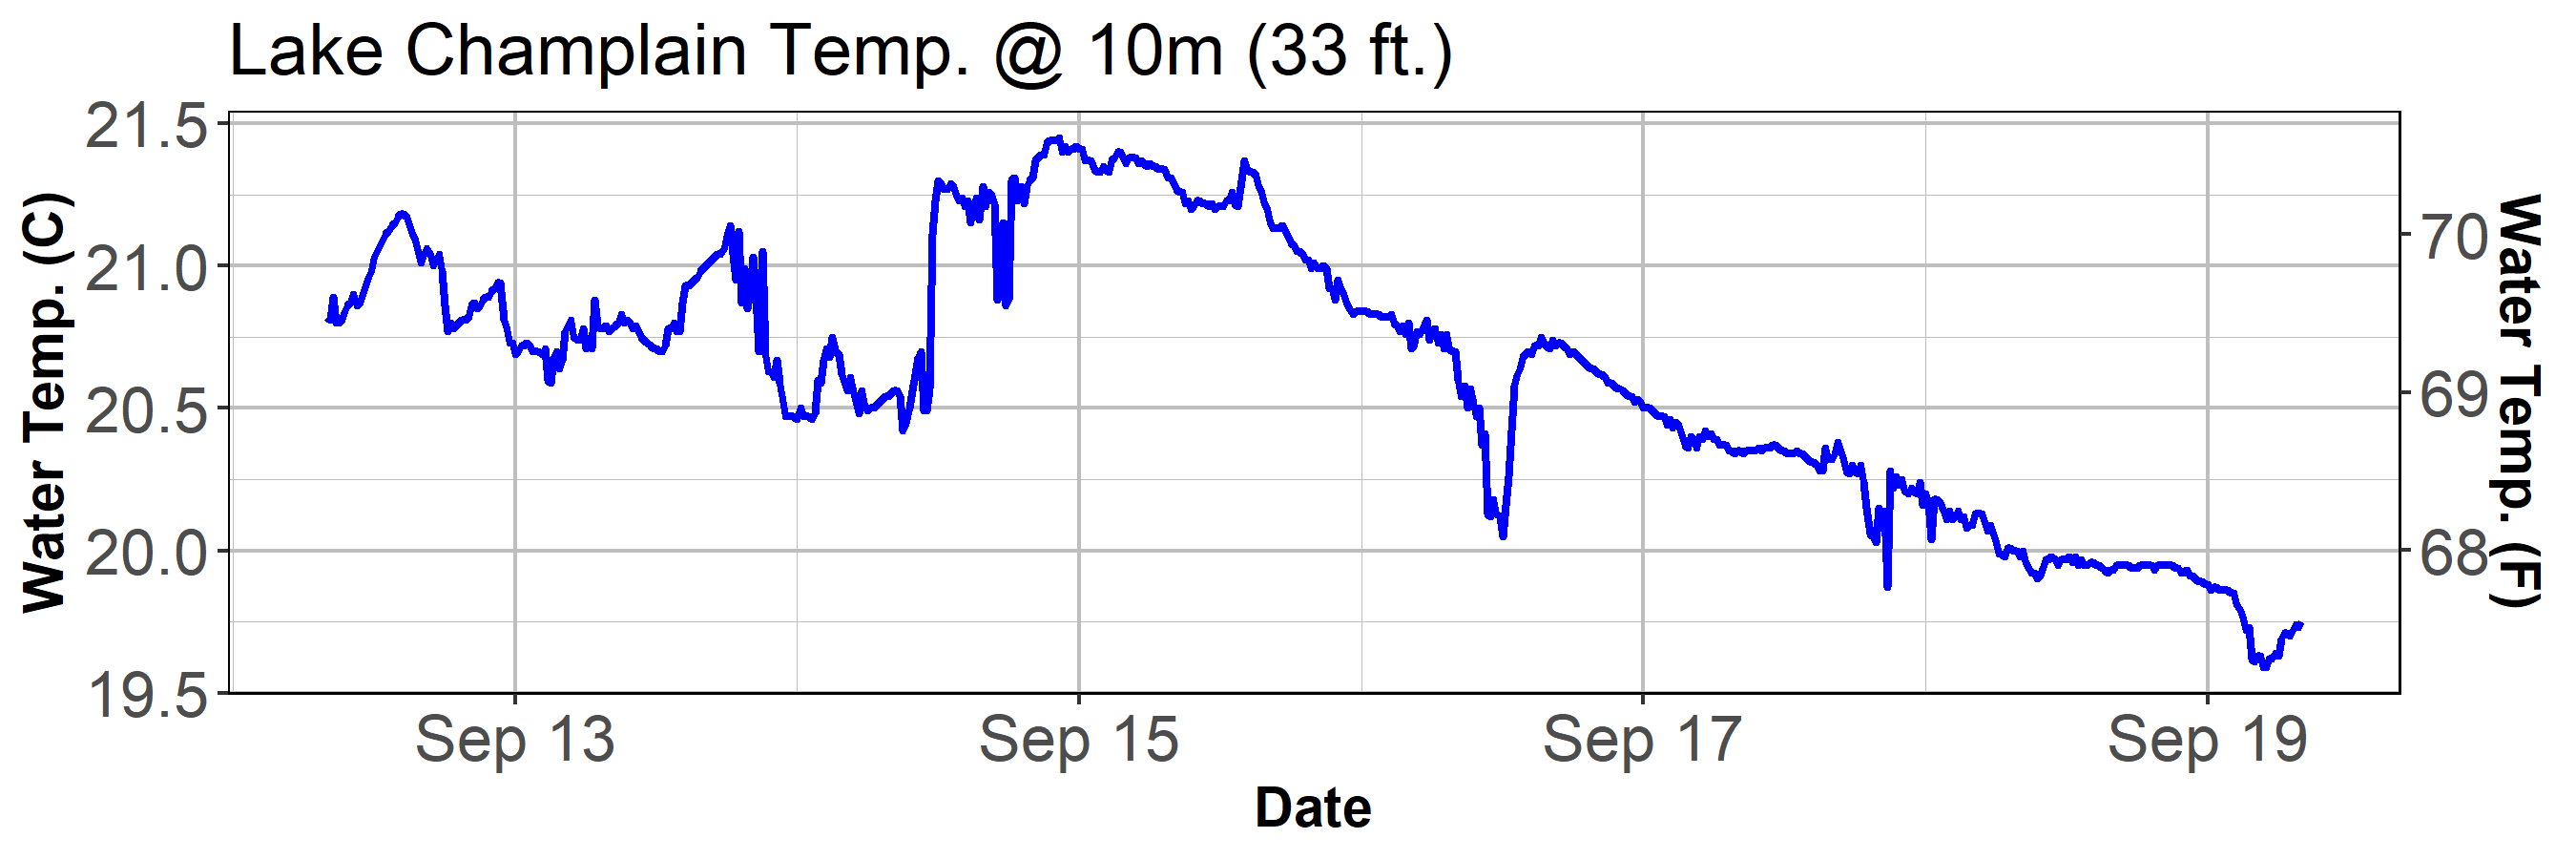 Lake Champlain Temp. @ 10m (33 ft.)
Water Temp. (C)
21.5
21.0
20.5
20.0
19.5
70
69
68
Water Temp. (F)
Sep 13
Sep 15
Sep 17
Sep 19
Date